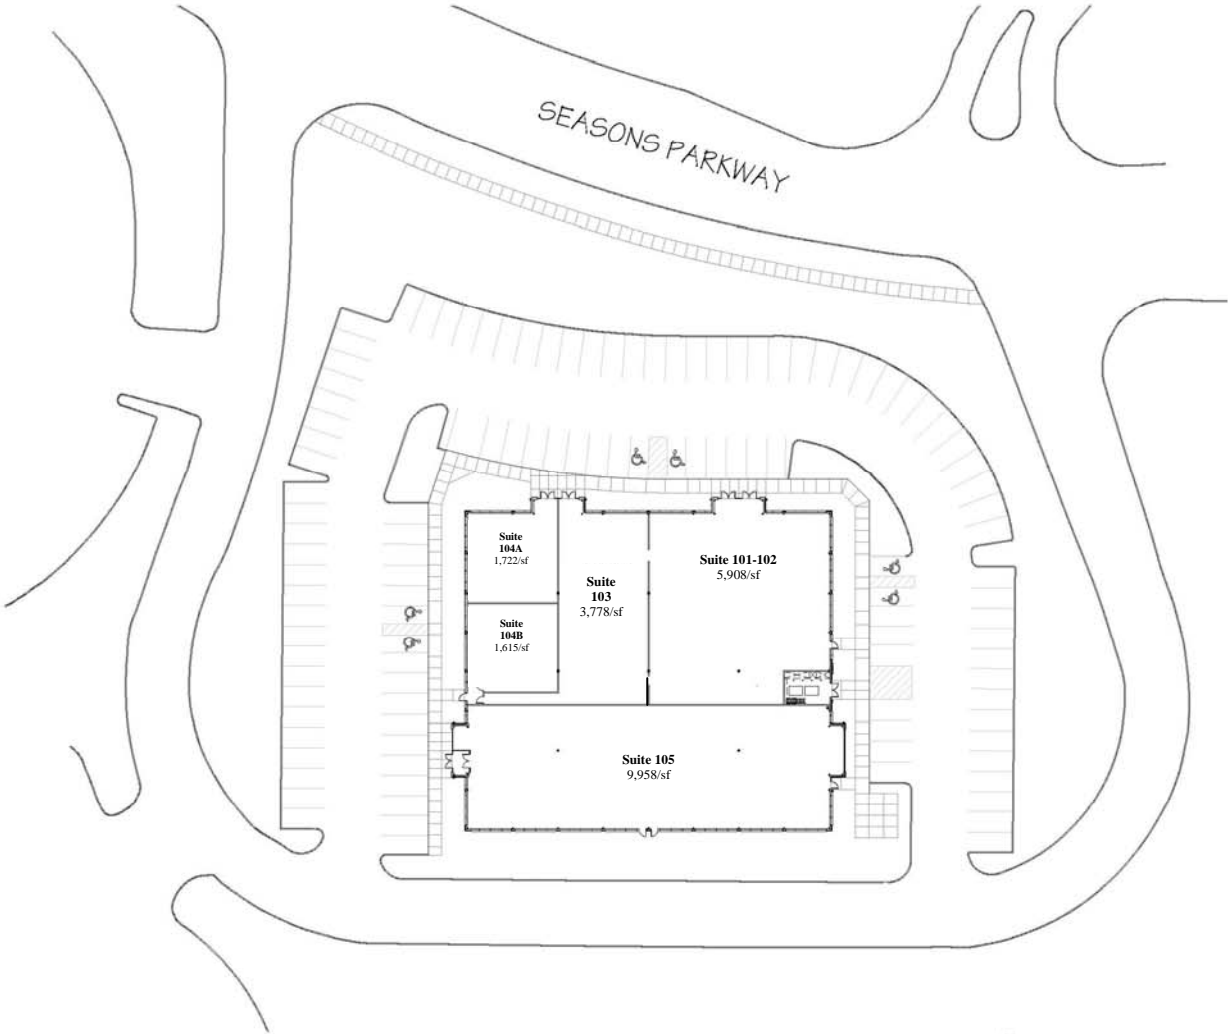 SEASONS PARKWAY
Suite
104A
1,722/sf
Suite
103
3,778/sf
Suite 101-102
5,908/sf
Suite
104B
1,615/sf
Suite 105
9,958/sf